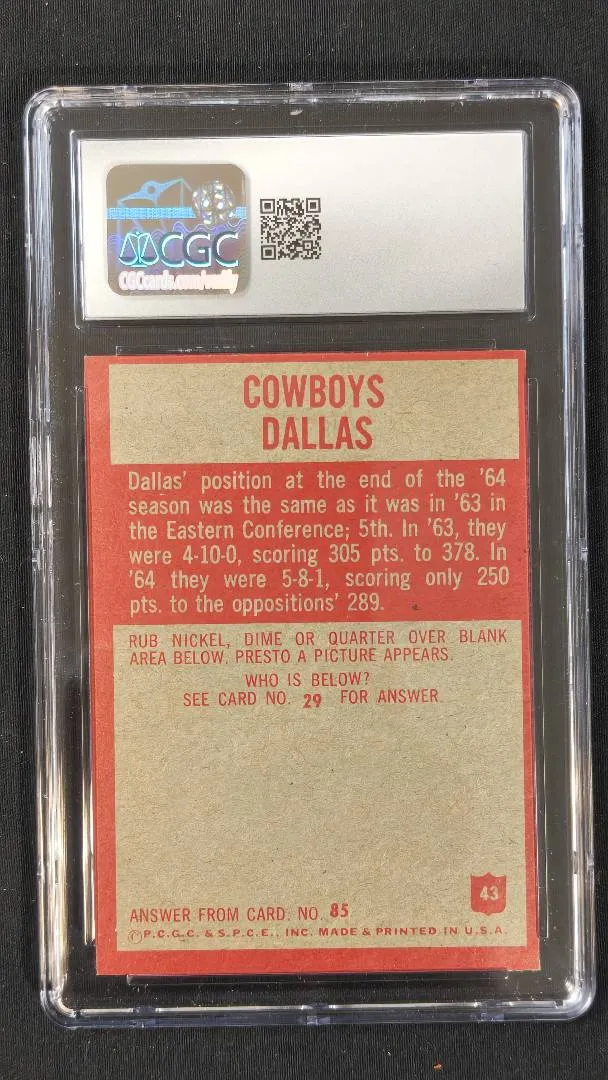 CGC
CGCcards.com/verify
COWBOYS
DALLAS
Dallas' position at the end of the '64
season was the same as it was in '63 in
the Eastern Conference; 5th. In '63, they
were 4-10-0, scoring 305 pts. to 378. In
'64 they were 5-8-1, scoring only 250
pts. to the oppositions' 289.
RUB NICKEL, DIME OR QUARTER OVER BLANK
AREA BELOW. PRESTO A PICTURE APPEARS.
WHO IS BELOW?
SEE CARD NO. 29 FOR ANSWER.
43
ANSWER FROM CARD. NO. 85
©P.C.G.C. & S.P.C.E., INC. MADE & PRINTED IN U.S.A.